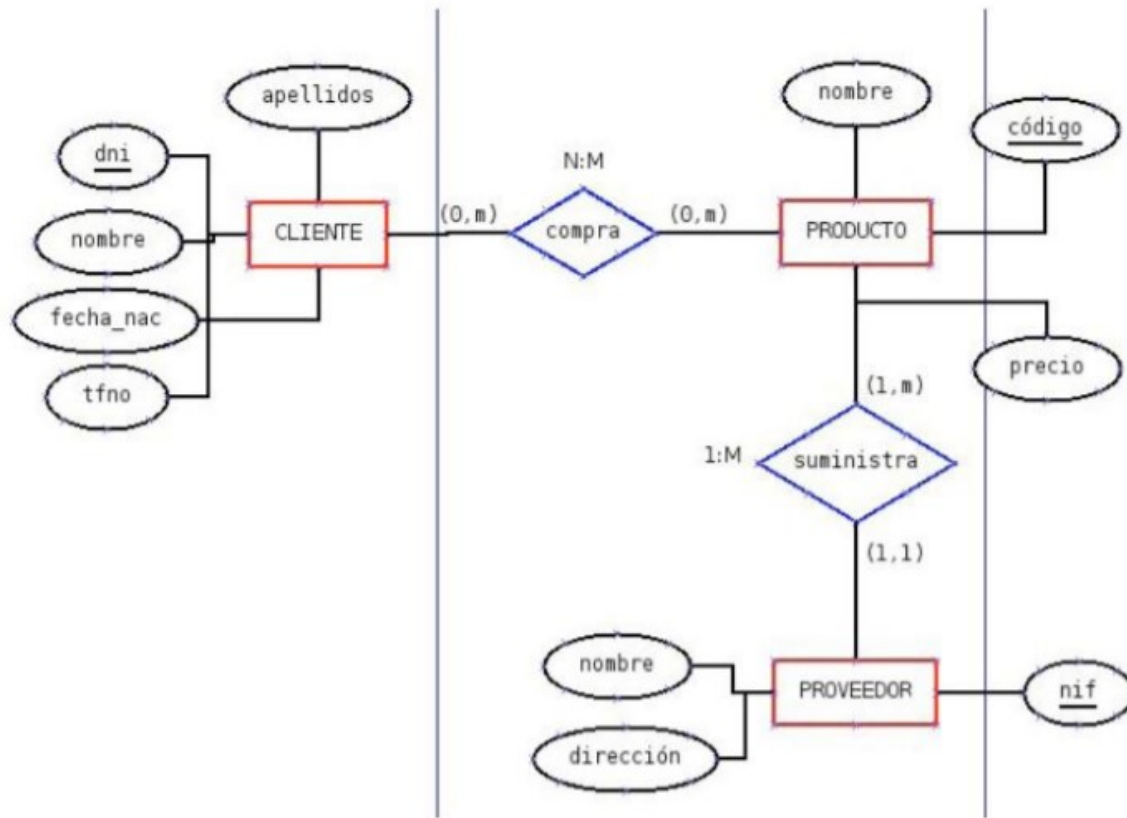 apellidos
nombre
código
dni
N:M
nombre
CLIENTE
(0,m)
compra
(0,m)
PRODUCTO
fecha_nac
tfno
precio
(1,m)
1:M
suministra
(1,1)
nombre
PROVEEDOR
nif
dirección